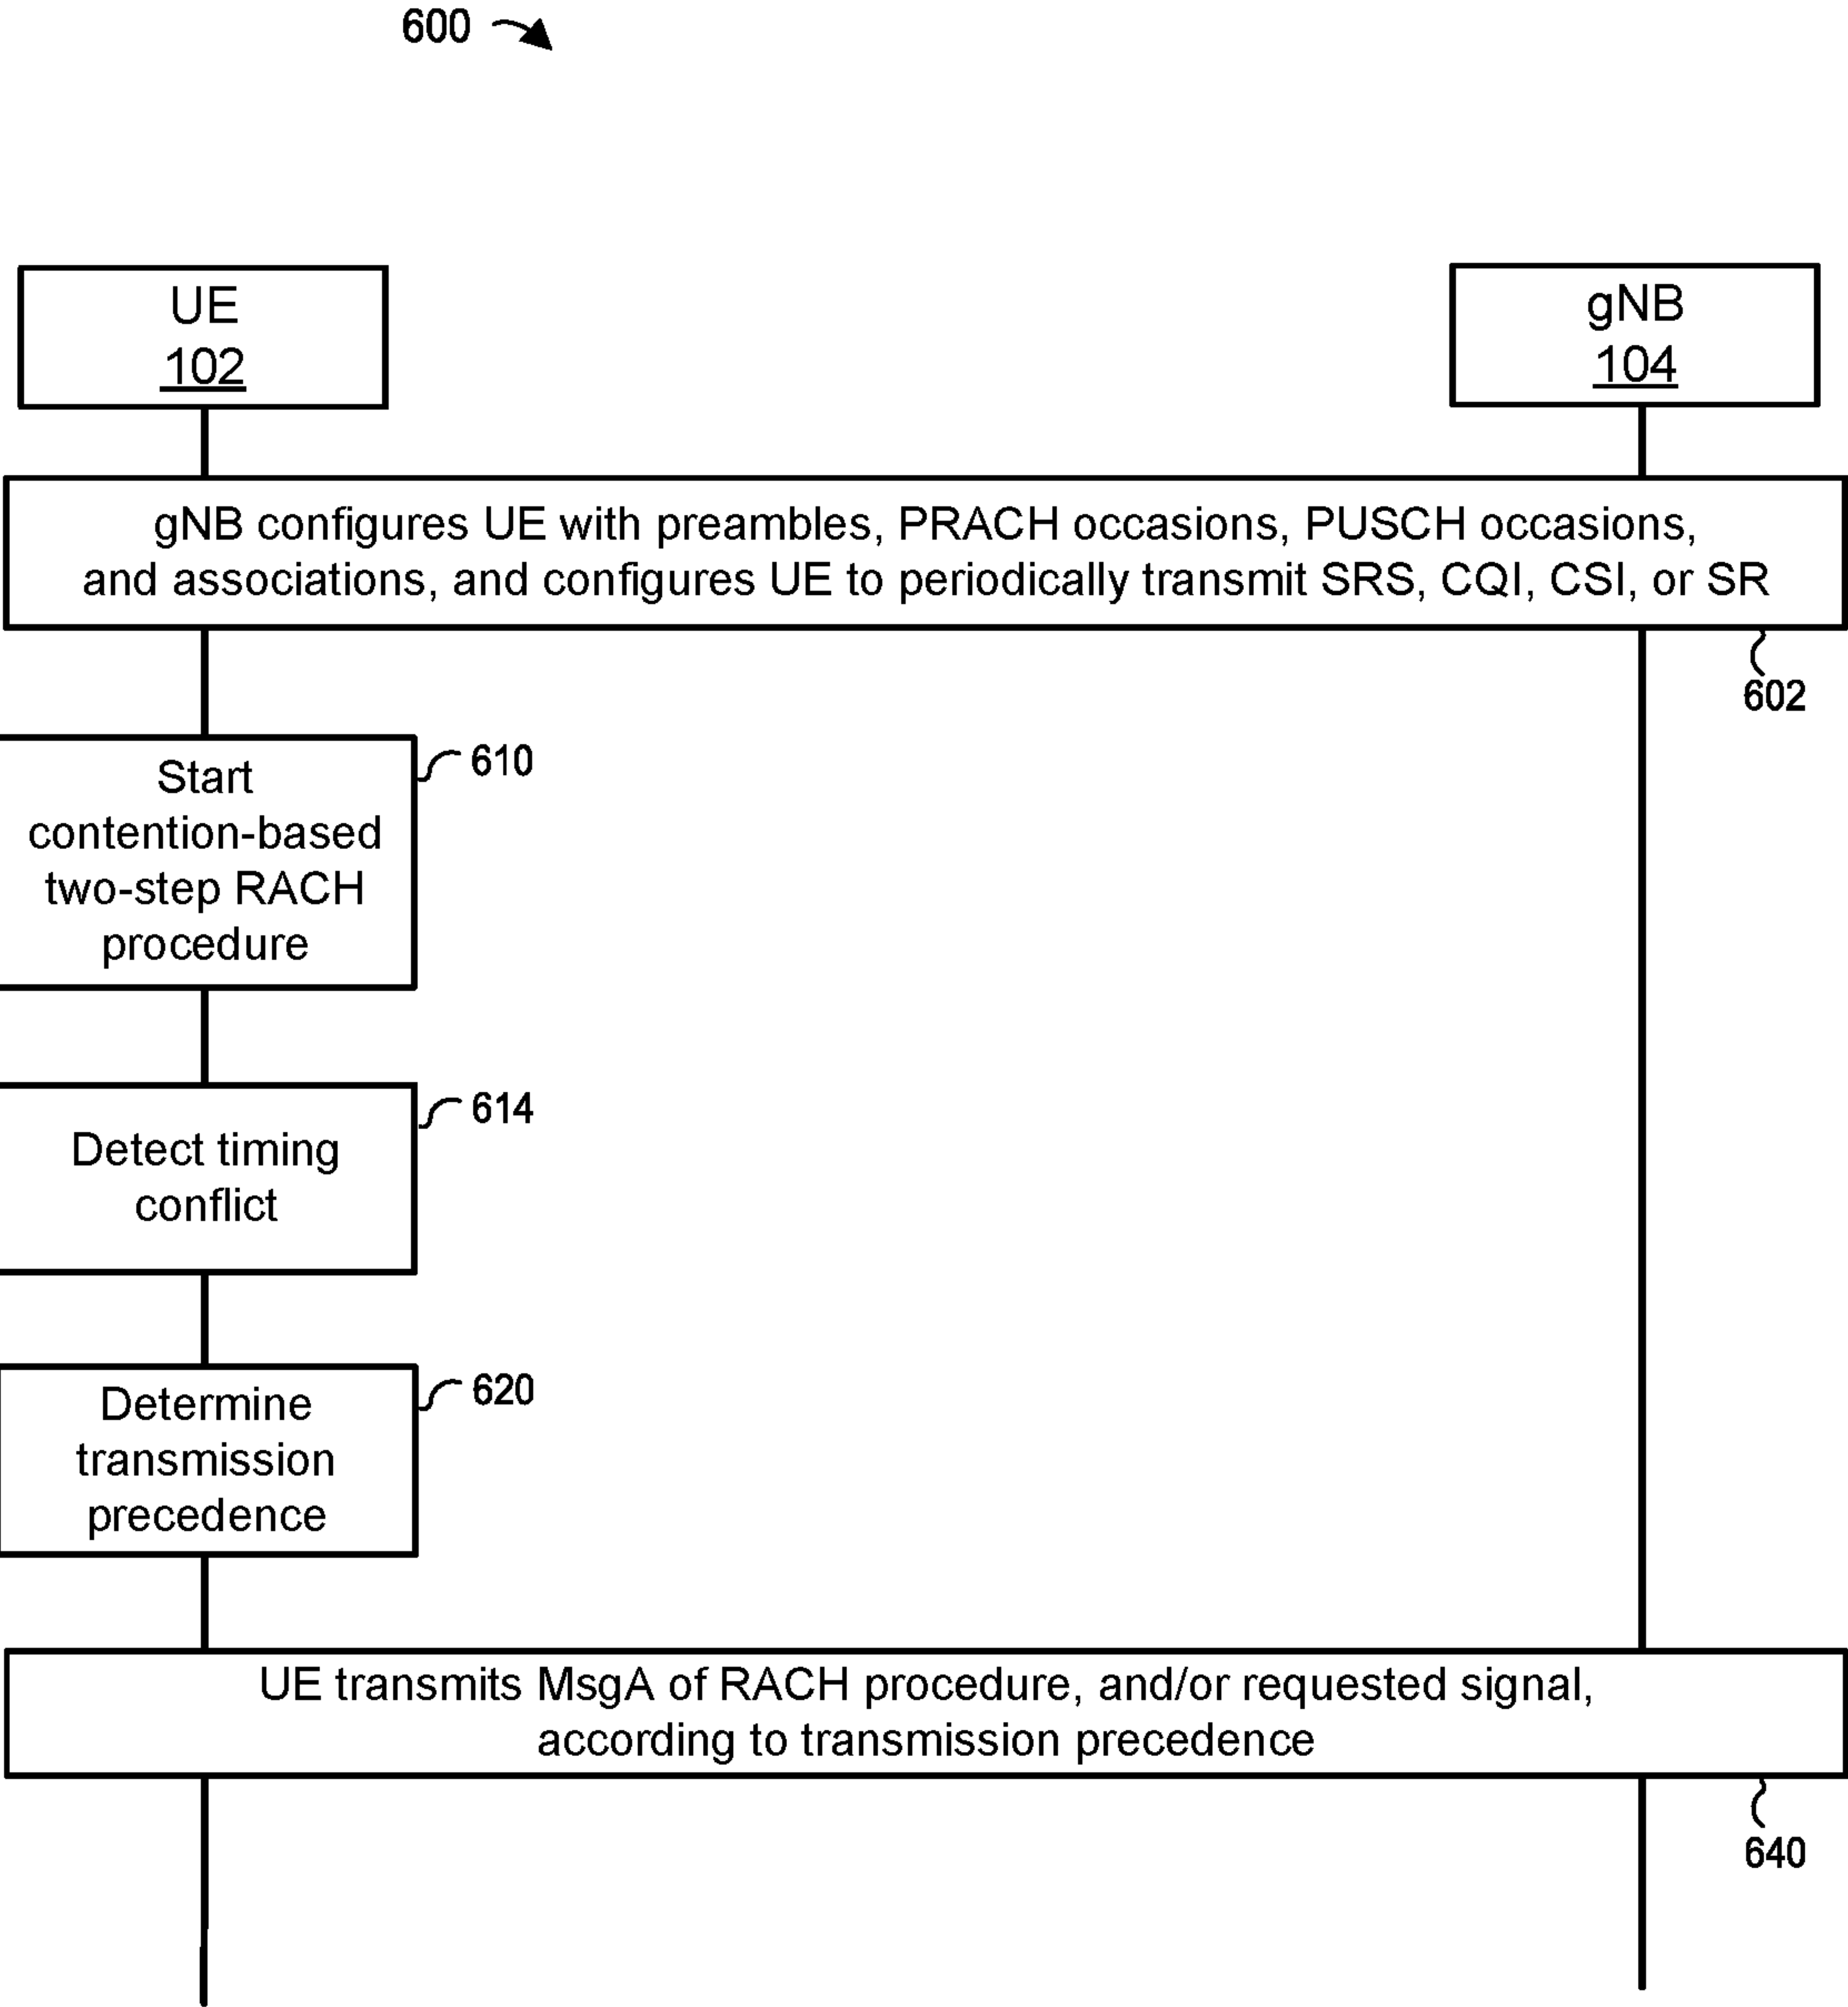 600
UE
102
gNB
104
gNB configures UE with preambles, PRACH occasions, PUSCH occasions,
and associations, and configures UE to periodically transmit SRS, CQI, CSI, or SR
602
Start
contention-based
two-step RACH
procedure
610
Detect timing
conflict
614
Determine
transmission
precedence
620
UE transmits MsgA of RACH procedure, and/or requested signal,
according to transmission precedence
640